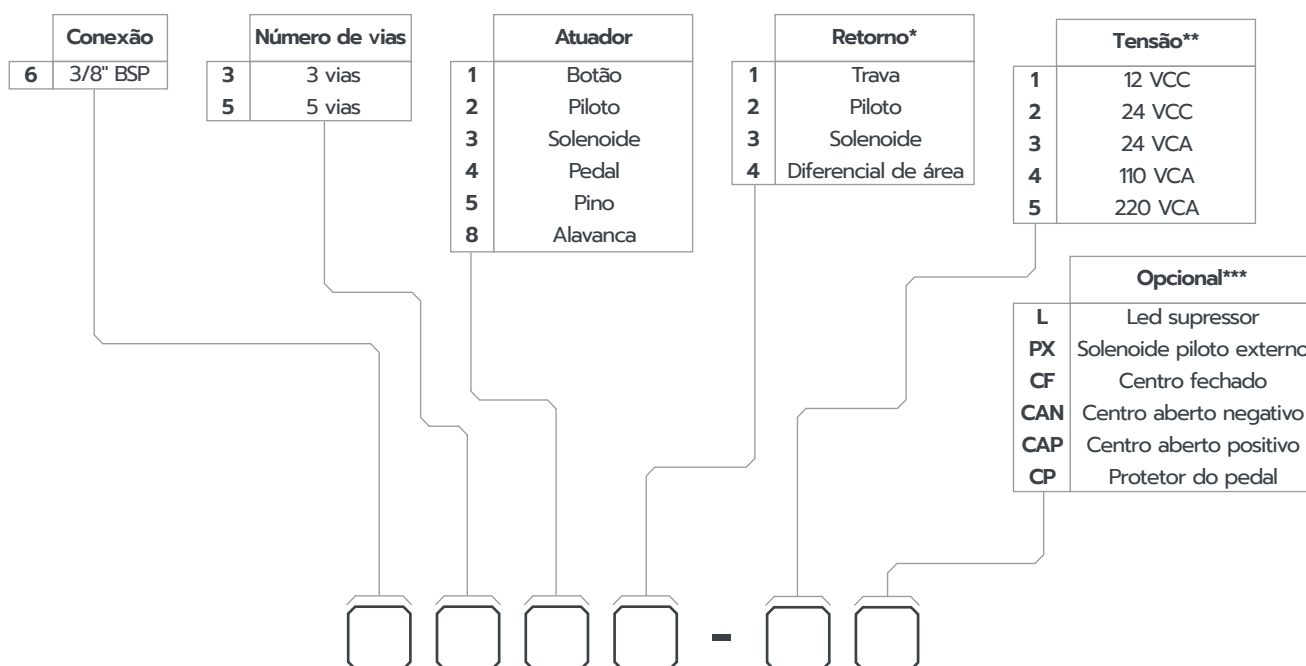 Conexão
6 3/8" BSP
Número de vias
3 3 vias
5 5 vias
Atuador
1 Botão
2 Piloto
3 Solenoide
4 Pedal
5 Pino
8 Alavanca
Retorno*
1 Trava
2 Piloto
3 Solenoide
4 Diferencial de área
Tensão**
1 12 VCC
2 24 VCC
3 24 VCA
4 110 VCA
5 220 VCA
Opcional***
L Led supressor
PX Solenoide piloto externo
CF Centro fechado
CAN Centro aberto negativo
CAP Centro aberto positivo
CP Protetor do pedal
-